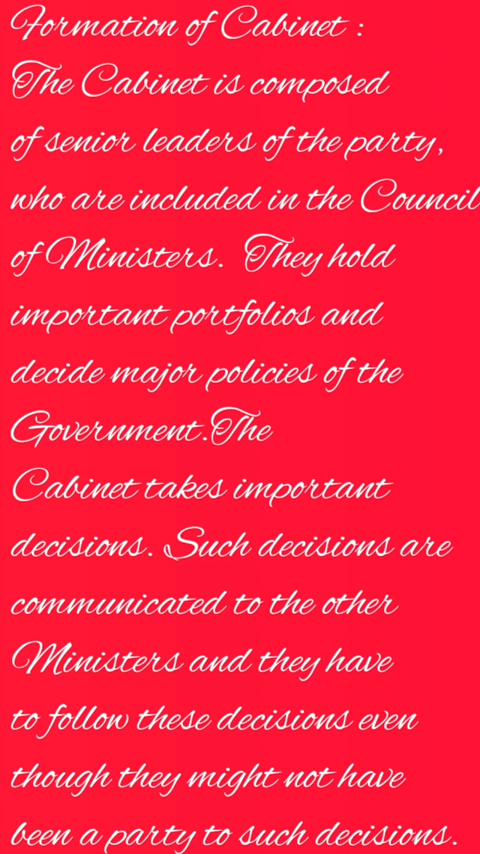 Formation of Cabinet :
The Cabinet is composed
of senior leaders of the party,
who are included in the Council
of Ministers. They hold
important portfolios and
decide major policies of the
Government.The
Cabinet takes important
decisions. Such decisions are
communicated to the other
Ministers and they have
to follow these decisions even
though they might not have
been a party to such decisions.